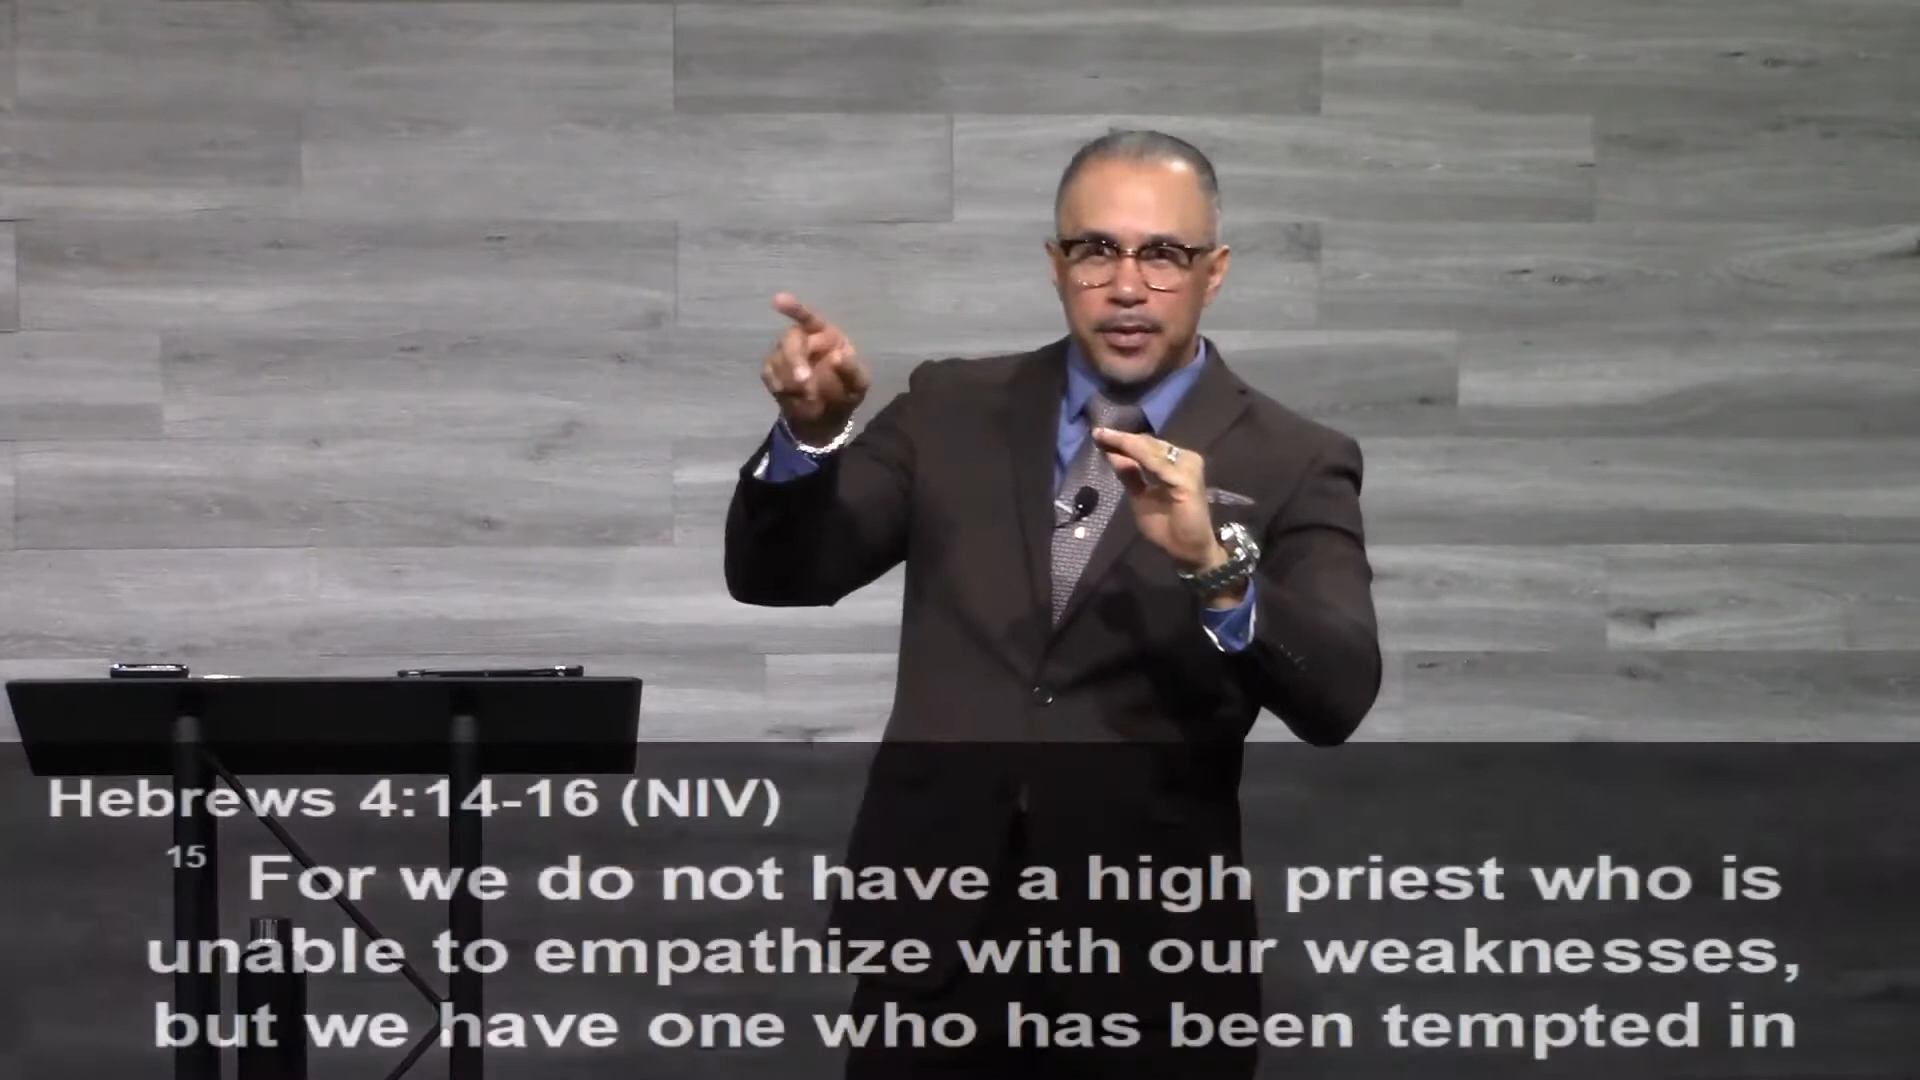 Hebrews 4:14-16 (NIV)
15 For we do not have a high priest who is
unable to empathize with our weaknesses,
but we have one who has been tempted in